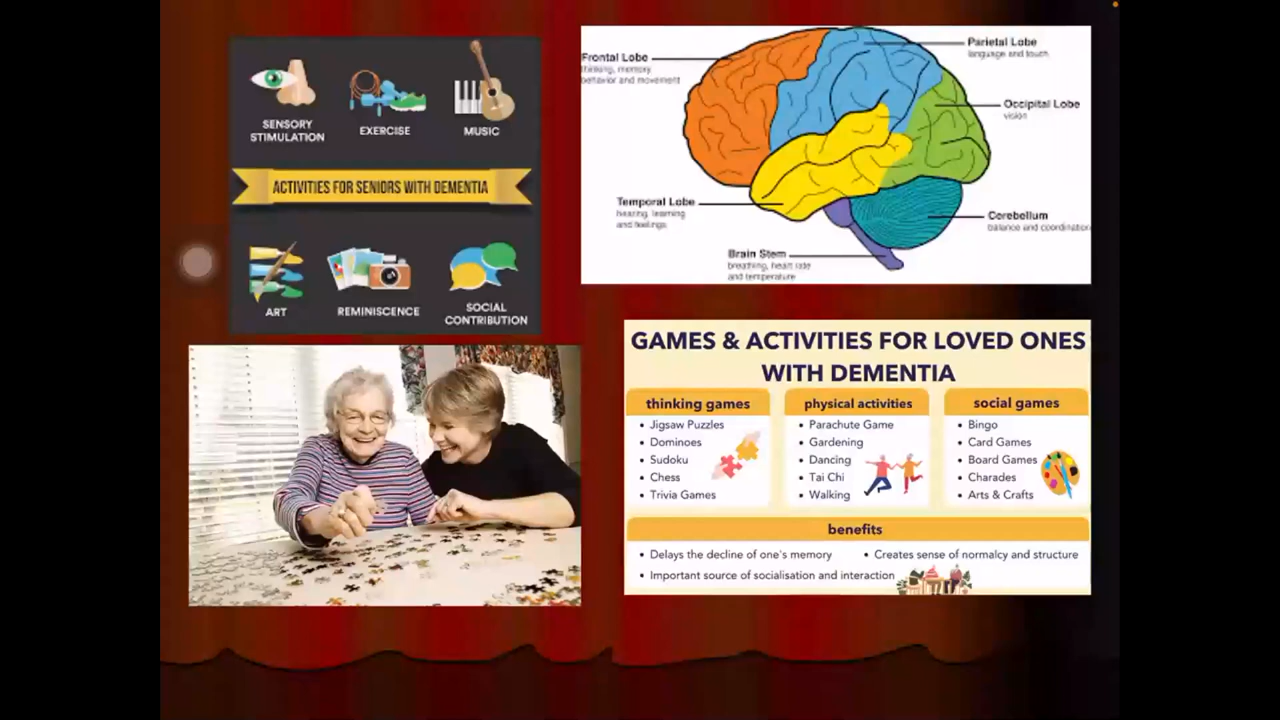 SENSORY
STIMULATION
EXERCISE
MUSIC
ACTIVITIES FOR SENIORS WITH DEMENTIA
ART
REMINISCENCE
SOCIAL
CONTRIBUTION
Frontal Lobe
thinking, memory
behavior and movement
Parietal Lobe
language and touch
Occipital Lobe
vision
Temporal Lobe
hearing, learning
and feelings
Cerebellum
balance and coordination
Brain Stem
breathing, heart rate
and temperature
GAMES & ACTIVITIES FOR LOVED ONES
WITH DEMENTIA
thinking games
• Jigsaw Puzzles
• Dominoes
• Sudoku
• Chess
• Trivia Games
physical activities
• Parachute Game
• Gardening
• Dancing
• Tai Chi
• Walking
social games
• Bingo
• Card Games
• Board Games
• Charades
• Arts & Crafts
benefits
• Delays the decline of one's memory
• Creates sense of normalcy and structure
• Important source of socialisation and interaction